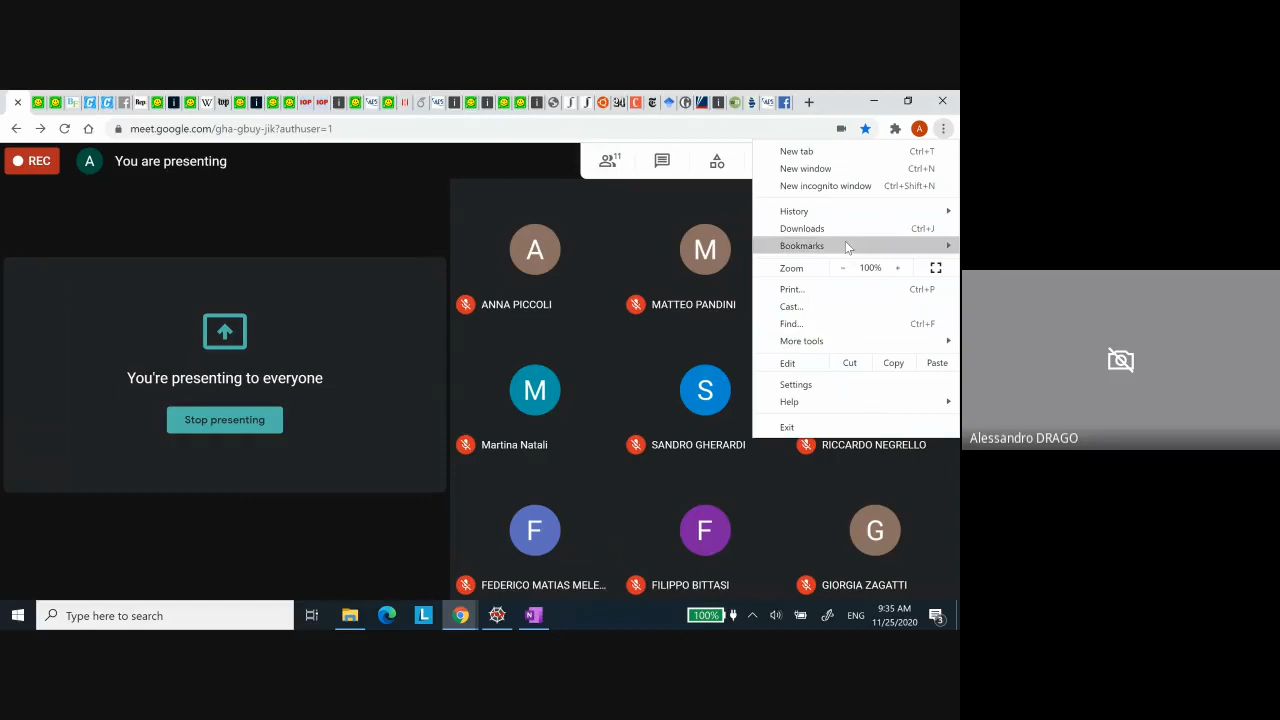 meet.google.com/gha-gbuy-jik?authuser=1
A
REC
A
You are presenting
11
New tab Ctrl+T
New window Ctrl+N
New incognito window Ctrl+Shift+N
History
Downloads Ctrl+J
Bookmarks
Zoom - 100% +
Print... Ctrl+P
Cast...
Find... Ctrl+F
More tools
Edit Cut Copy Paste
Settings
Help
Exit
You're presenting to everyone
Stop presenting
A
ANNA PICCOLI
M
MATTEO PANDINI
M
Martina Natali
S
SANDRO GHERARDI
RICCARDO NEGRELLO
F
FEDERICO MATIAS MELE...
F
FILIPPO BITTASI
G
GIORGIA ZAGATTI
Alessandro DRAGO
Type here to search
L
N
100%
ENG
9:35 AM
11/25/2020
3